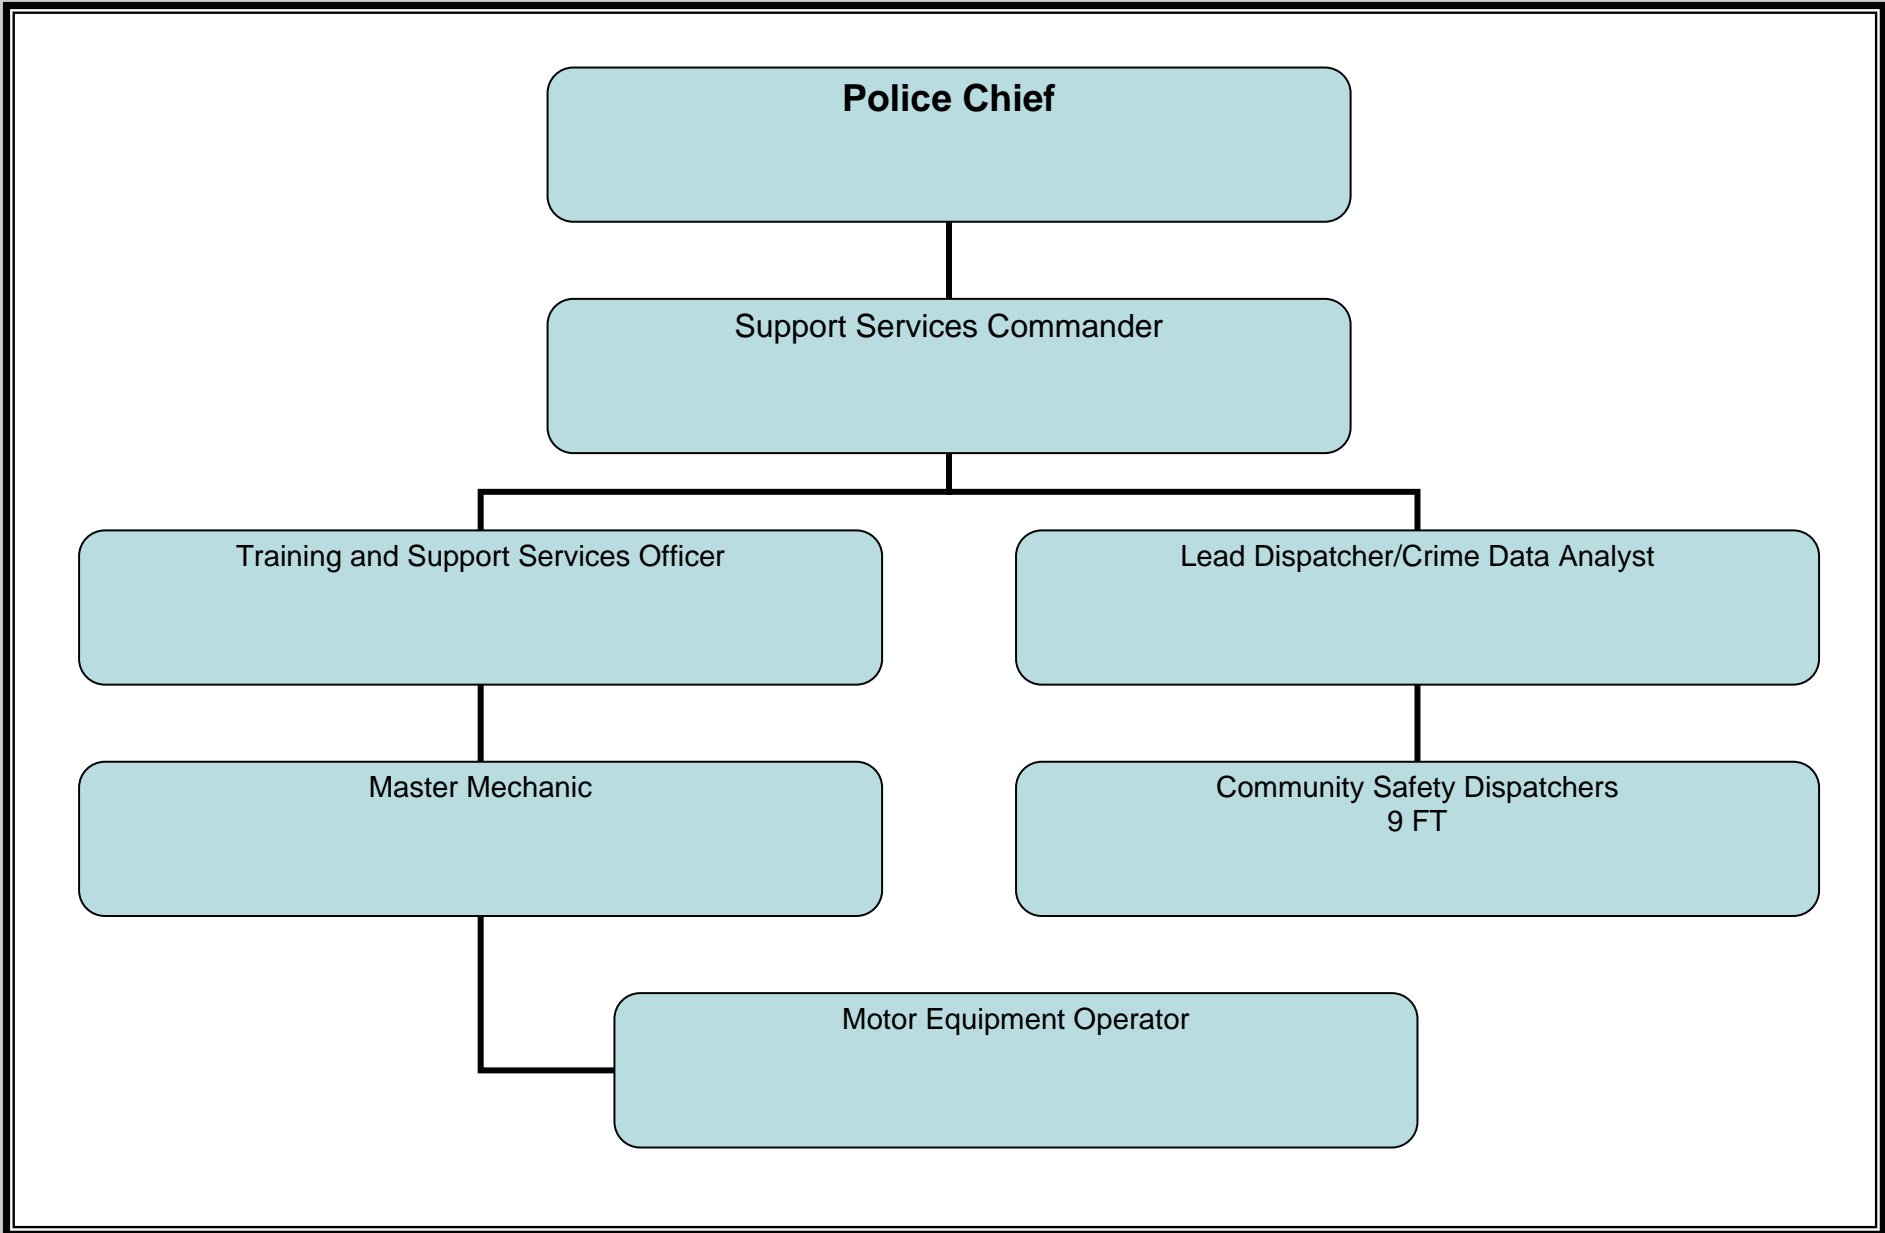 Police Chief
Support Services Commander
Training and Support Services Officer
Lead Dispatcher/Crime Data Analyst
Master Mechanic
Community Safety Dispatchers
9 FT
Motor Equipment Operator